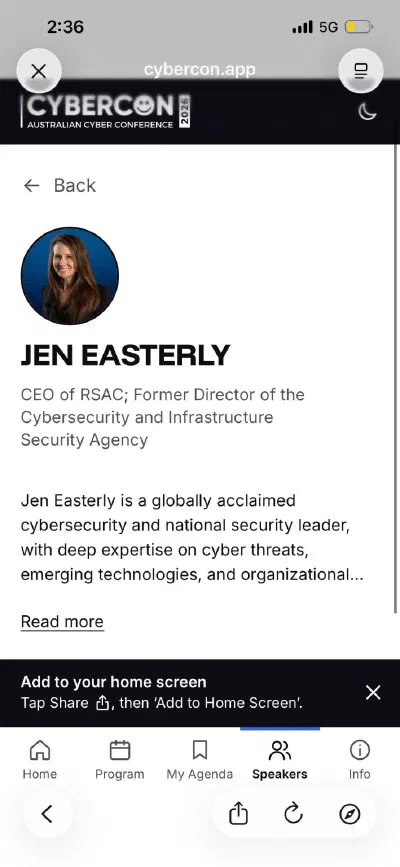 2:36
5G
cybercon.app
CYBERCON
2026
AUSTRALIAN CYBER CONFERENCE
← Back
JEN EASTERLY
CEO of RSAC; Former Director of the
Cybersecurity and Infrastructure
Security Agency
Jen Easterly is a globally acclaimed
cybersecurity and national security leader,
with deep expertise on cyber threats,
emerging technologies, and organizational...
Read more
Add to your home screen
Tap Share , then ‘Add to Home Screen’.
Home
Program
My Agenda
Speakers
Info